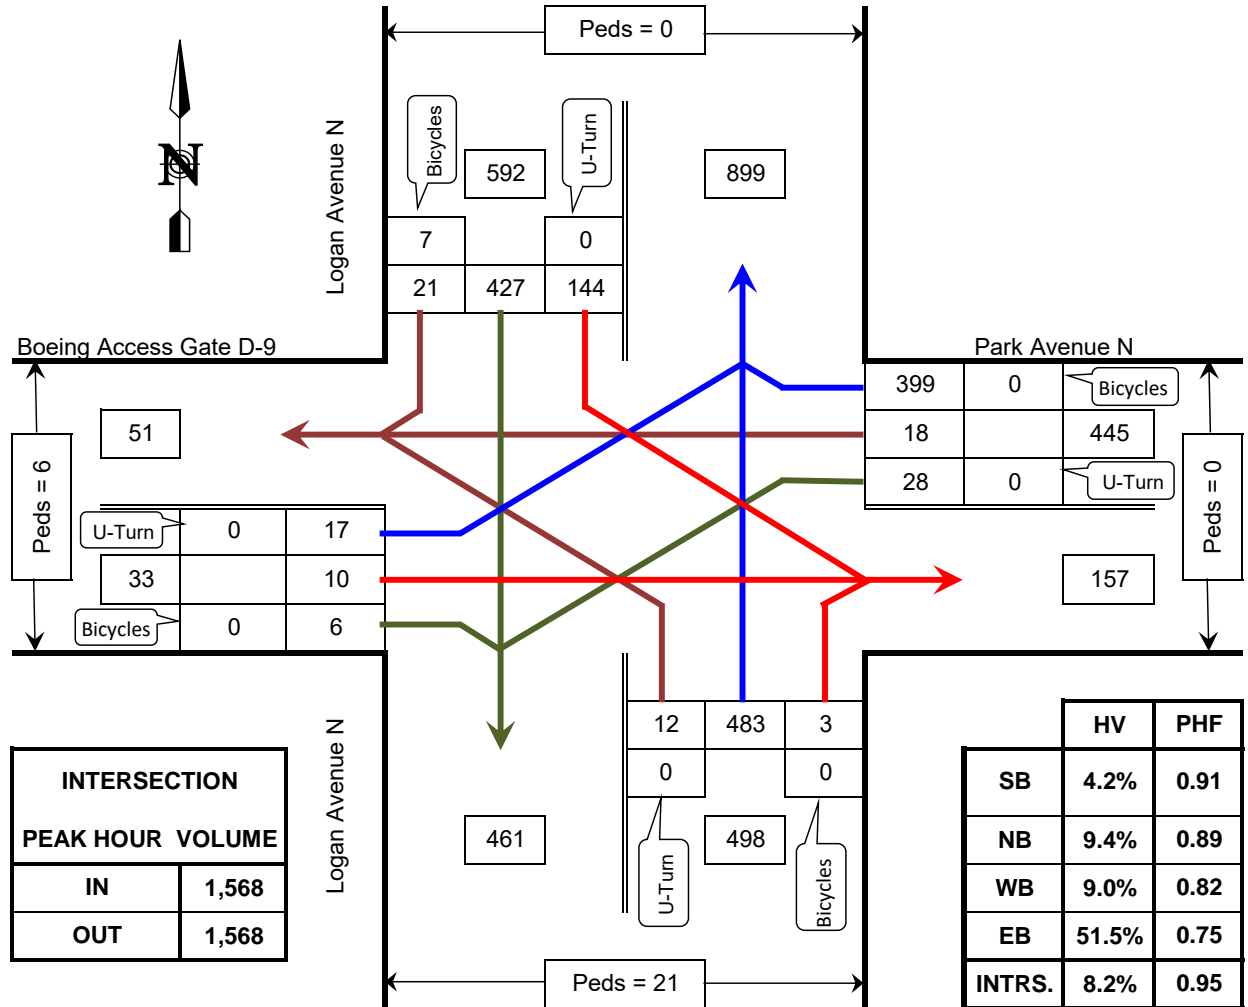 Peds = 0
N
Logan Avenue N
Bicycles
U-Turn
592
899
7
0
21
427
144
Boeing Access Gate D-9
Park Avenue N
399
0
Bicycles
51
18
445
28
0
U-Turn
Peds = 6
Peds = 0
U-Turn
0
17
33
10
157
Bicycles
0
6
12
483
3
0
0
Logan Avenue N
461
498
U-Turn
Bicycles
Peds = 21
INTERSECTION
PEAK HOUR VOLUME
IN 1,568
OUT 1,568
HV PHF
SB 4.2% 0.91
NB 9.4% 0.89
WB 9.0% 0.82
EB 51.5% 0.75
INTRS. 8.2% 0.95